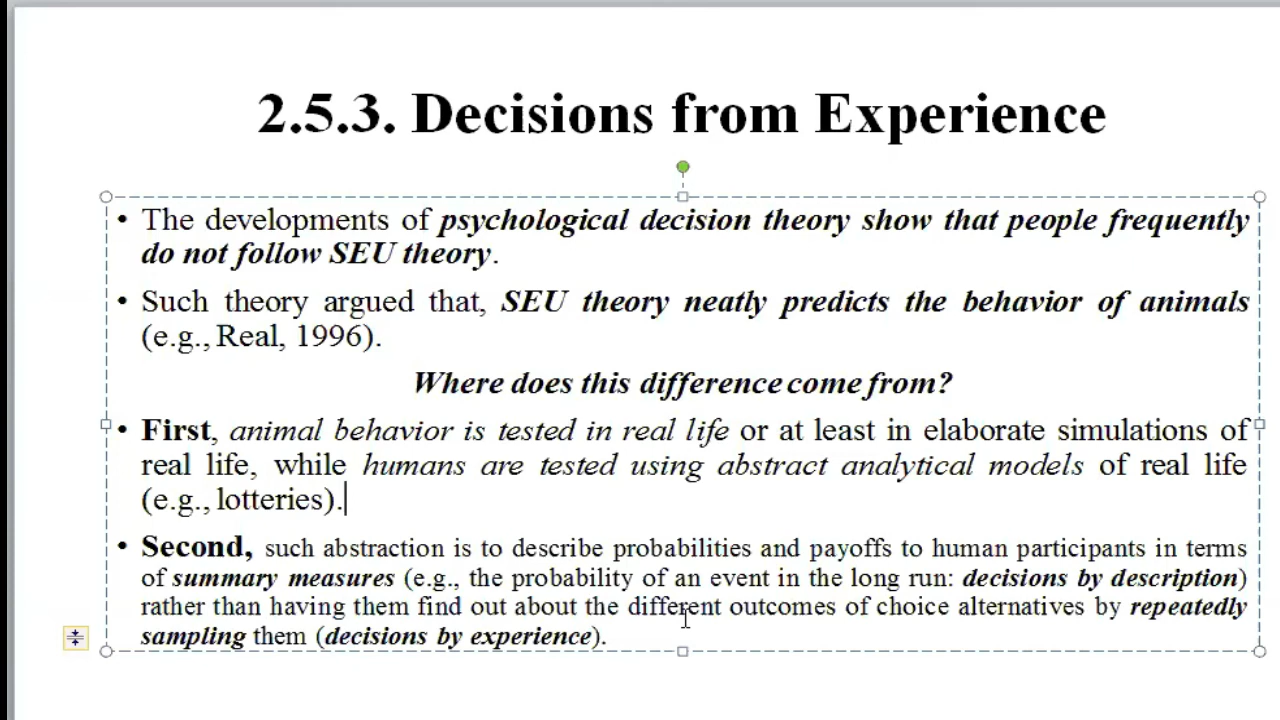 2.5.3. Decisions from Experience
• The developments of psychological decision theory show that people frequently
do not follow SEU theory.
• Such theory argued that, SEU theory neatly predicts the behavior of animals
(e.g., Real, 1996).
Where does this difference come from?
• First, animal behavior is tested in real life or at least in elaborate simulations of
real life, while humans are tested using abstract analytical models of real life
(e.g., lotteries).
• Second, such abstraction is to describe probabilities and payoffs to human participants in terms
of summary measures (e.g., the probability of an event in the long run: decisions by description)
rather than having them find out about the different outcomes of choice alternatives by repeatedly
sampling them (decisions by experience).